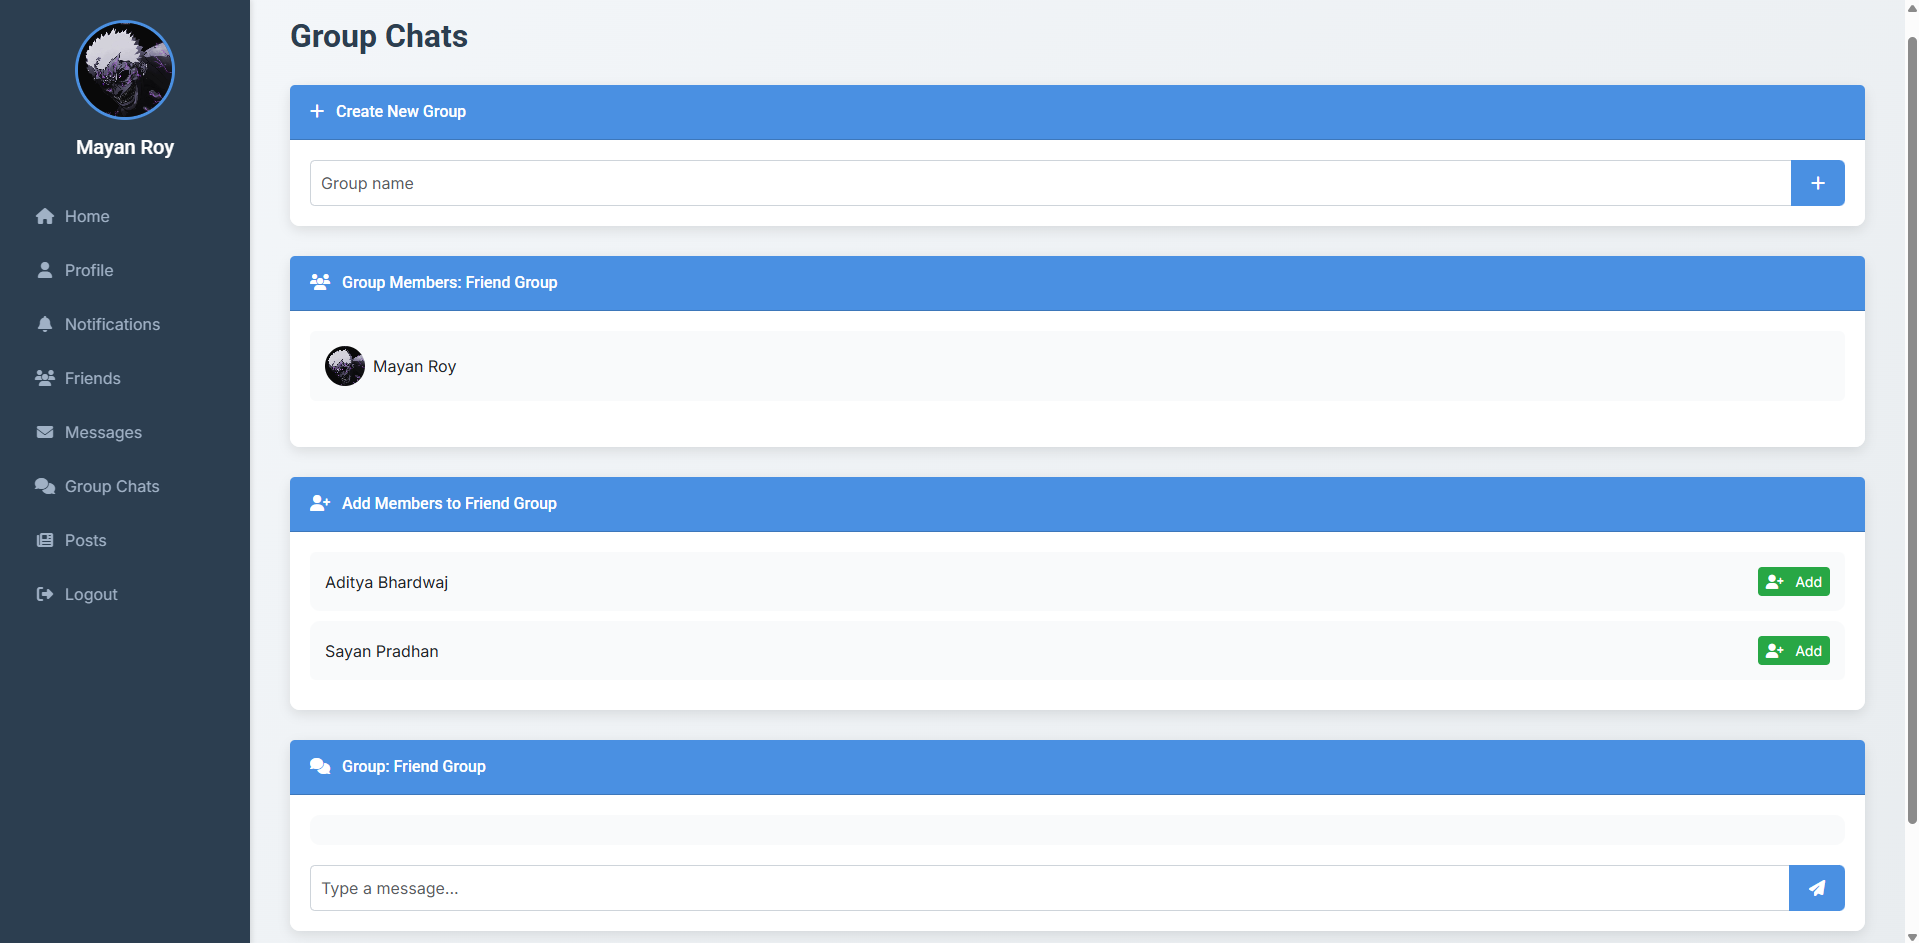 Mayan Roy
Home
Profile
Notifications
Friends
Messages
Group Chats
Posts
Logout
Group Chats
Create New Group
Group name
Group Members: Friend Group
Mayan Roy
Add Members to Friend Group
Aditya Bhardwaj
Add
Sayan Pradhan
Add
Group: Friend Group
Type a message...